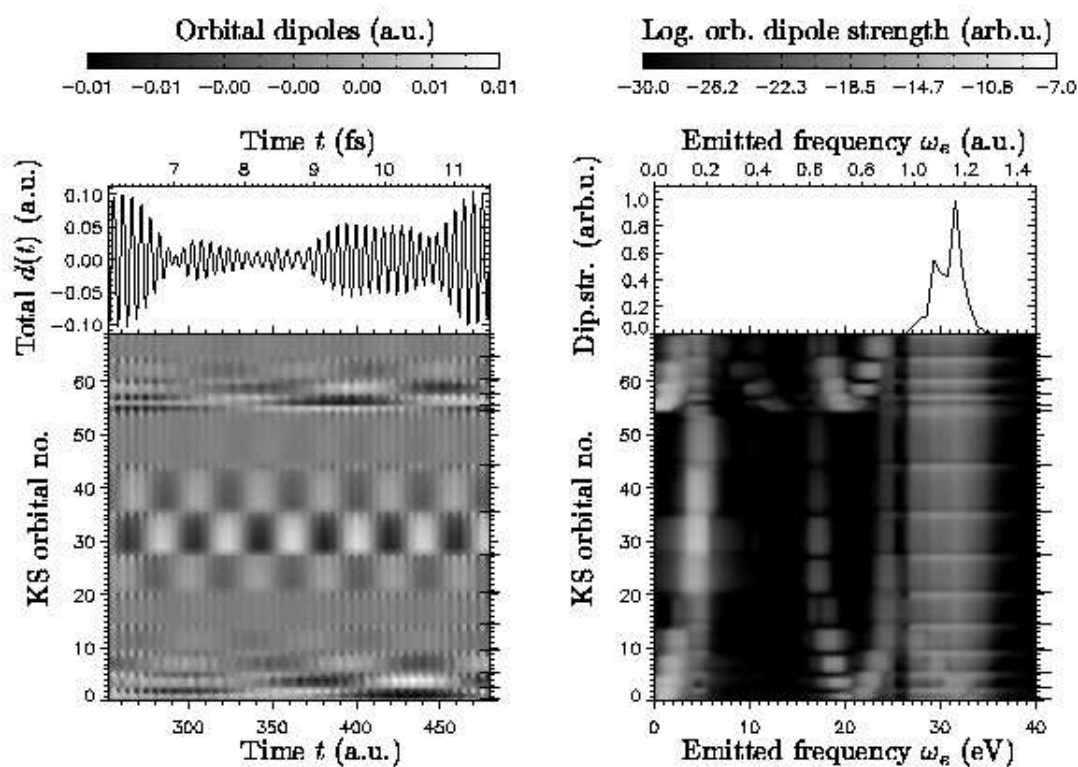 Orbital dipoles (a.u.)
−0.01 −0.01 −0.00 −0.00 0.00 0.01 0.01
Time t (fs)
7 8 9 10 11
Total d(t) (a.u.)
0.10
0.05
0.00
−0.05
−0.10
KS orbital no.
60
50
40
30
20
10
0
300 350 400 450
Time t (a.u.)
Log. orb. dipole strength (arb.u.)
−30.0 −26.2 −22.3 −18.5 −14.7 −10.8 −7.0
Emitted frequency ωe (a.u.)
0.0 0.2 0.4 0.6 0.8 1.0 1.2 1.4
Dip.str. (arb.u.)
1.0
0.8
0.6
0.4
0.2
0.0
KS orbital no.
60
50
40
30
20
10
0
0 10 20 30 40
Emitted frequency ωe (eV)